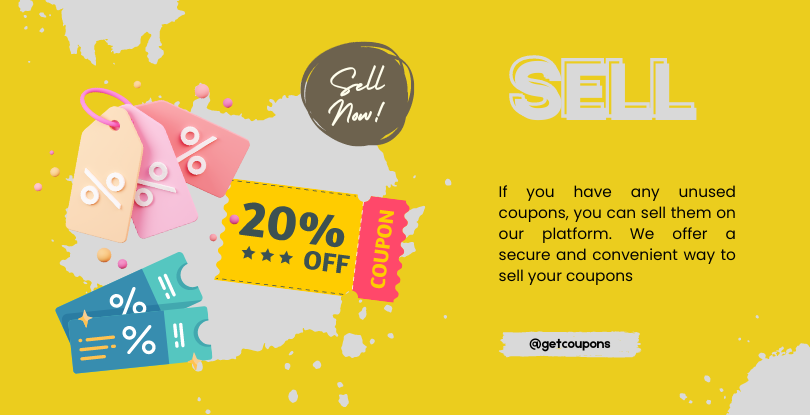 Sell
Now!
SELL
%
%
%
20%
★★★ OFF
COUPON
%
%
If you have any unused
coupons, you can sell them on
our platform. We offer a
secure and convenient way to
sell your coupons
@getcoupons